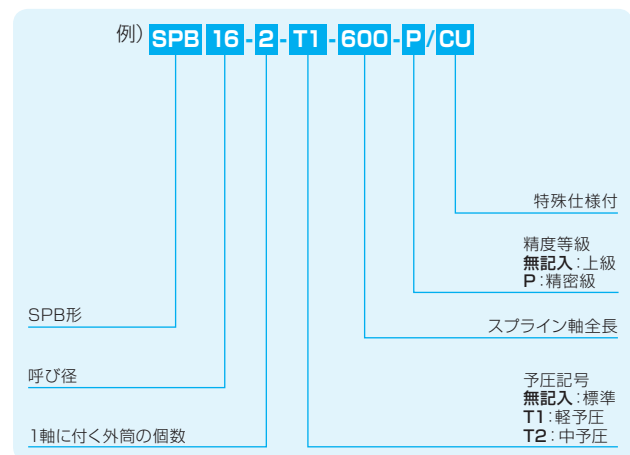 例) SPB 16-2-T1-600-P/CU
特殊仕様付
精度等級
無記入:上級
P:精密級
SPB形
スプライン軸全長
呼び径
予圧記号
無記入:標準
T1:軽予圧
T2:中予圧
1軸に付く外筒の個数